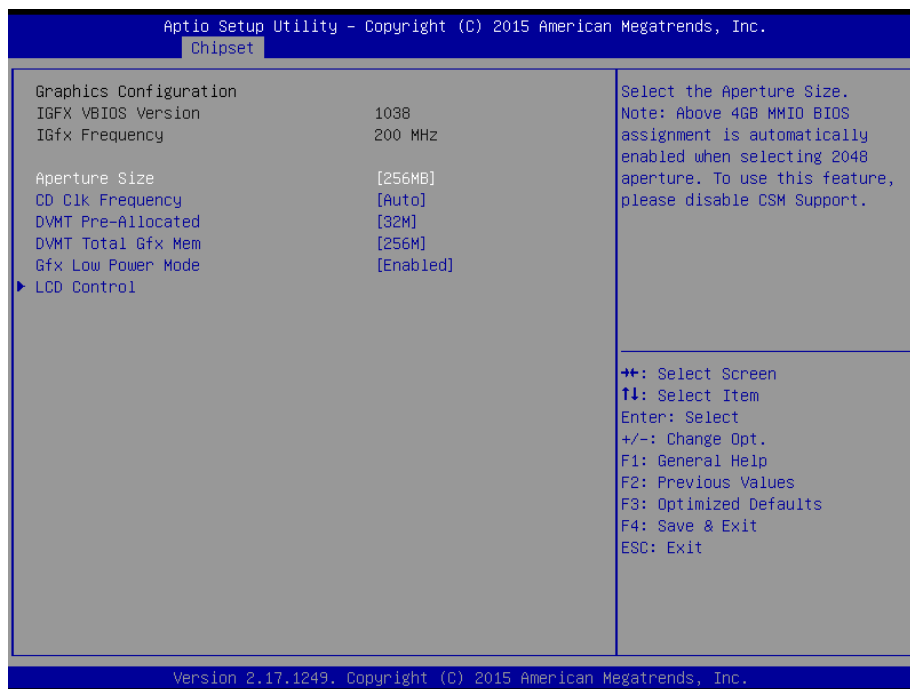 Aptio Setup Utility – Copyright (C) 2015 American Megatrends, Inc.
Chipset
Graphics Configuration
IGFX VBIOS Version 1038
IGfx Frequency 200 MHz
Aperture Size [256MB]
CD Clk Frequency [Auto]
DVMT Pre-Allocated [32M]
DVMT Total Gfx Mem [256M]
Gfx Low Power Mode [Enabled]
LCD Control
Select the Aperture Size.
Note: Above 4GB MMIO BIOS
assignment is automatically
enabled when selecting 2048
aperture. To use this feature,
please disable CSM Support.
→←: Select Screen
↑↓: Select Item
Enter: Select
+/-: Change Opt.
F1: General Help
F2: Previous Values
F3: Optimized Defaults
F4: Save & Exit
ESC: Exit
Version 2.17.1249. Copyright (C) 2015 American Megatrends, Inc.